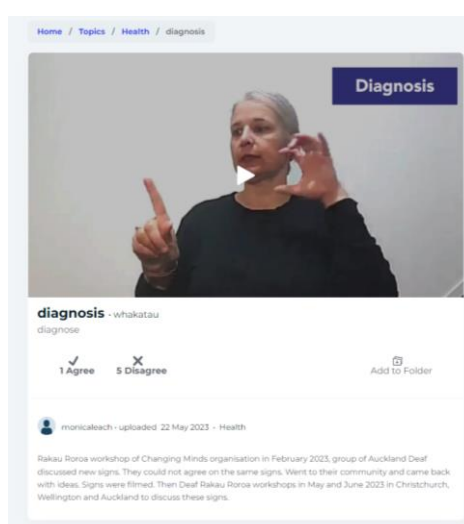 Home / Topics / Health / diagnosis
Diagnosis
diagnosis - whakatau
diagnose
1 Agree 5 Disagree Add to Folder
monicaleach - uploaded 22 May 2023 - Health
Rakau Roroa workshop of Changing Minds organisation in February 2023, group of Auckland Deaf
discussed new signs. They could not agree on the same signs. Went to their community and came back
with ideas. Signs were filmed. Then Deaf Rakau Roroa workshops in May and June 2023 in Christchurch,
Wellington and Auckland to discuss these signs.